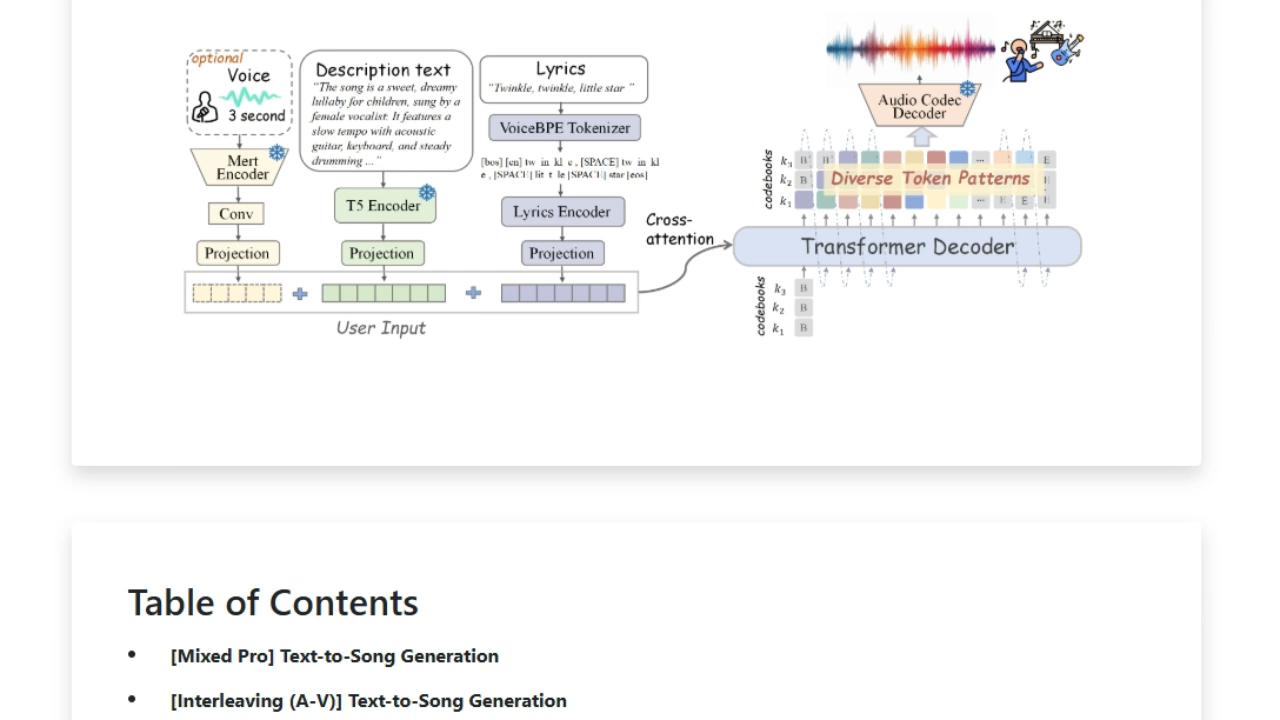 optional
Voice
3 second
Mert
Encoder
Conv
Projection
Description text
"The song is a sweet, dreamy
lullaby for children, sung by a
female vocalist. It features a
slow tempo with acoustic
guitar, keyboard, and steady
drumming ..."
T5 Encoder
Projection
Lyrics
"Twinkle, twinkle, little star "
VoiceBPE Tokenizer
[bos] [en] tw in kl e , [SPACE] tw in kl
e , [SPACE] lit t le [SPACE] star [eos]
Lyrics Encoder
Projection
User Input
Cross-
attention
Audio Codec
Decoder
codebooks
k₃ B B ... E
k₂ B
k₁ ... E E E
Diverse Token Patterns
Transformer Decoder
codebooks
k₃ B
k₂ B
k₁ B
Table of Contents
• [Mixed Pro] Text-to-Song Generation
• [Interleaving (A-V)] Text-to-Song Generation